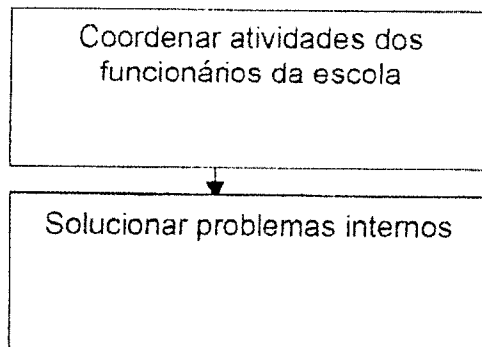 Coordenar atividades dos
funcionários da escola
Solucionar problemas internos